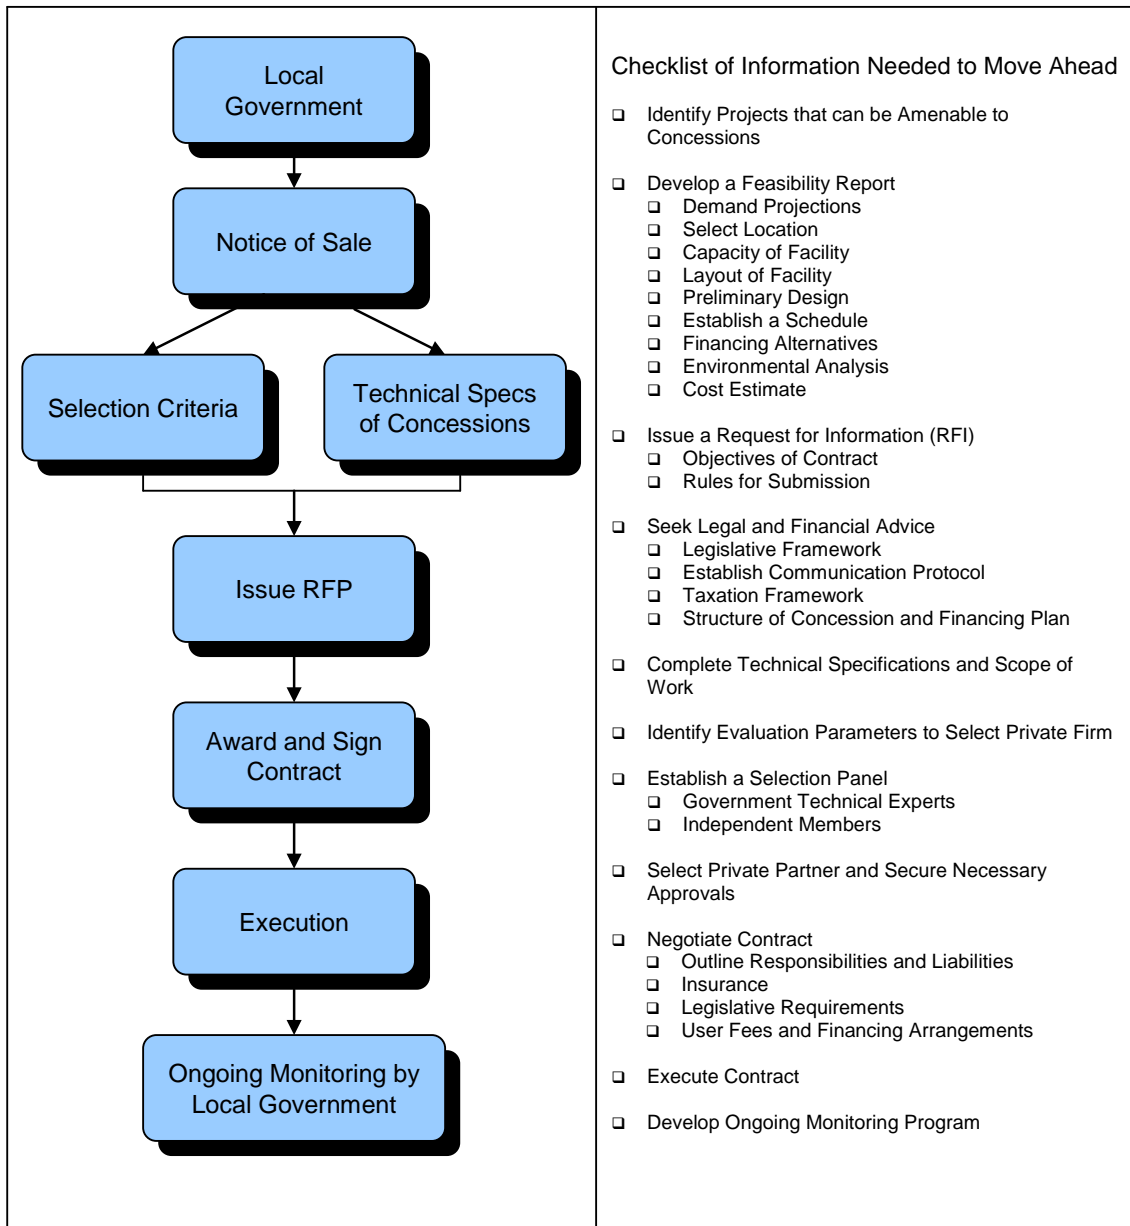 Local
Government
Notice of Sale
Selection Criteria
Technical Specs
of Concessions
Issue RFP
Award and Sign
Contract
Execution
Ongoing Monitoring by
Local Government
Checklist of Information Needed to Move Ahead
Identify Projects that can be Amenable to
Concessions
Develop a Feasibility Report
Demand Projections
Select Location
Capacity of Facility
Layout of Facility
Preliminary Design
Establish a Schedule
Financing Alternatives
Environmental Analysis
Cost Estimate
Issue a Request for Information (RFI)
Objectives of Contract
Rules for Submission
Seek Legal and Financial Advice
Legislative Framework
Establish Communication Protocol
Taxation Framework
Structure of Concession and Financing Plan
Complete Technical Specifications and Scope of
Work
Identify Evaluation Parameters to Select Private Firm
Establish a Selection Panel
Government Technical Experts
Independent Members
Select Private Partner and Secure Necessary
Approvals
Negotiate Contract
Outline Responsibilities and Liabilities
Insurance
Legislative Requirements
User Fees and Financing Arrangements
Execute Contract
Develop Ongoing Monitoring Program